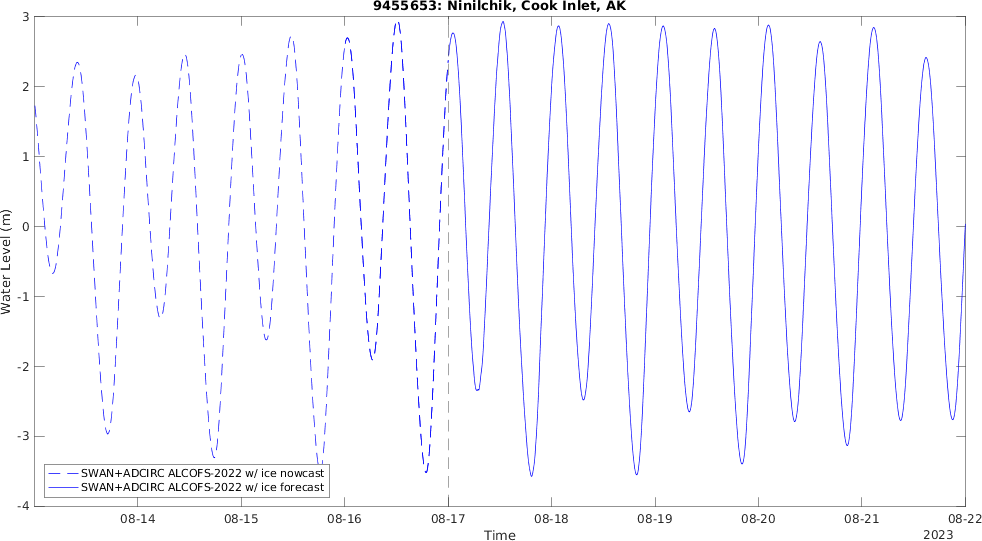 9455653: Ninilchik, Cook Inlet, AK
3
2
1
0
-1
-2
-3
-4
Water Level (m)
SWAN+ADCIRC ALCOFS-2022 w/ ice nowcast
SWAN+ADCIRC ALCOFS-2022 w/ ice forecast
08-14 08-15 08-16 08-17 08-18 08-19 08-20 08-21 08-22
Time
2023